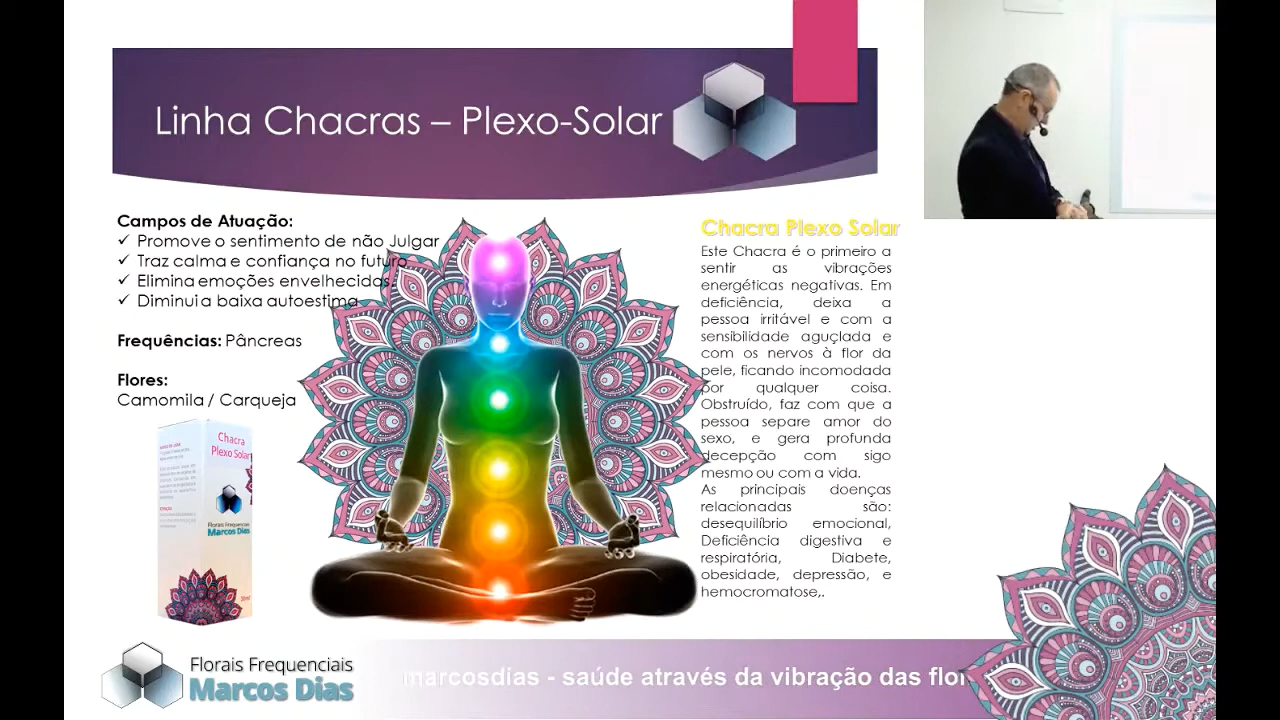 Linha Chacras – Plexo-Solar
Campos de Atuação:
✓ Promove o sentimento de não Julgar
✓ Traz calma e confiança no futuro
✓ Elimina emoções envelhecidas
✓ Diminui a baixa autoestima
Frequências: Pâncreas
Flores:
Camomila / Carqueja
Chacra
Plexo Solar
Florais Frequenciais
Marcos Dias
Chacra Plexo Solar
Este Chacra é o primeiro a
sentir as vibrações
energéticas negativas. Em
deficiência, deixa a
pessoa irritável e com a
sensibilidade aguçlada e
com os nervos à flor da
pele, ficando incomodada
por qualquer coisa.
Obstruído, faz com que a
pessoa separe amor do
sexo, e gera profunda
decepção com sigo
mesmo ou com a vida.
As principais doenças
relacionadas são:
desequilíbrio emocional,
Deficiência digestiva e
respiratória, Diabete,
obesidade, depressão, e
hemocromatose,.
Florais Frequenciais
Marcos Dias
marcosdias - saúde através da vibração das flor